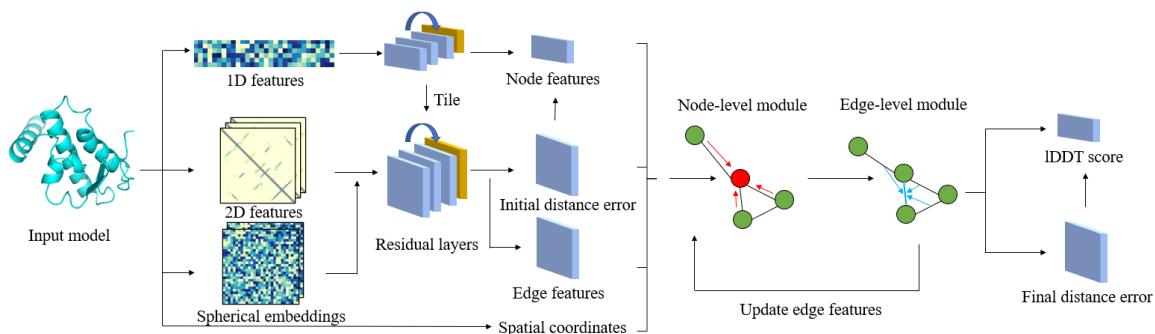 Input model
1D features
2D features
Spherical embeddings
Tile
Residual layers
Node features
Initial distance error
Edge features
Spatial coordinates
Node-level module
Edge-level module
Update edge features
lDDT score
Final distance error